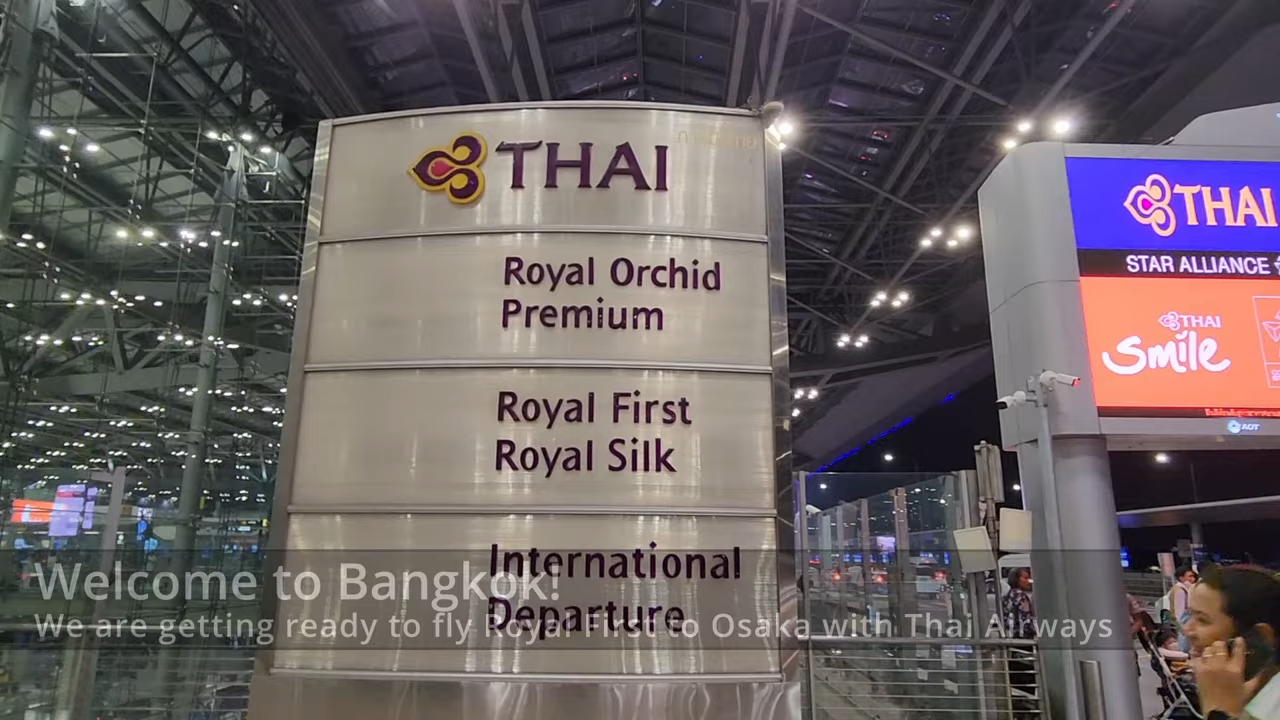 THAI
Royal Orchid
Premium
Royal First
Royal Silk
International
Departure
THAI
STAR ALLIANCE
THAI
Smile
AOT
Welcome to Bangkok!
We are getting ready to fly Royal First to Osaka with Thai Airways